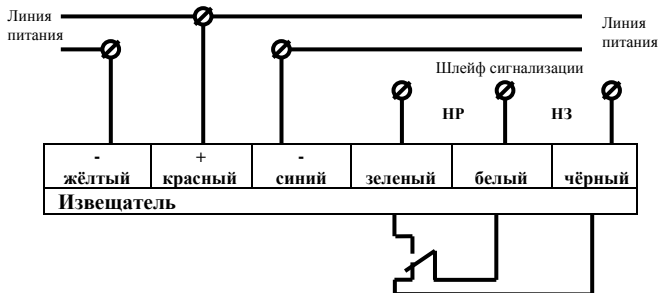 Линия
питания
Линия
питания
Шлейф сигнализации
НР НЗ
- + -
жёлтый красный синий зеленый белый чёрный
Извещатель